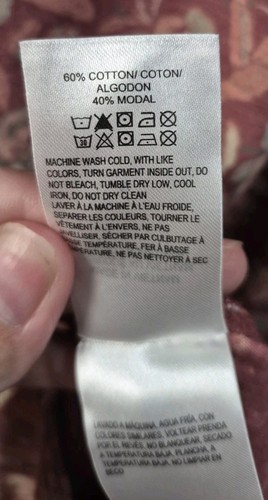 60% COTTON/ COTON/
ALGODON
40% MODAL
30
MACHINE WASH COLD, WITH LIKE
COLORS, TURN GARMENT INSIDE OUT, DO
NOT BLEACH, TUMBLE DRY LOW, COOL
IRON, DO NOT DRY CLEAN
LAVER À LA MACHINE À L'EAU FROIDE,
SÉPARER LES COULEURS, TOURNER LE
VÊTEMENT À L'ENVERS, NE PAS
SÉCHER PAR CULBUTAGE À
BASSE TEMPÉRATURE, FER À BASSE
NE PAS NETTOYER À SEC
LAVADO A MÁQUINA, AGUA FRÍA, CON
COLORES SIMILARES, VOLTEAR PRENDA
POR EL REVÉS, NO BLANQUEAR, SECADO
A TEMPERATURA BAJA, PLANCHA, A
TEMPERATURA BAJA, NO LIMPIAR EN
SECO